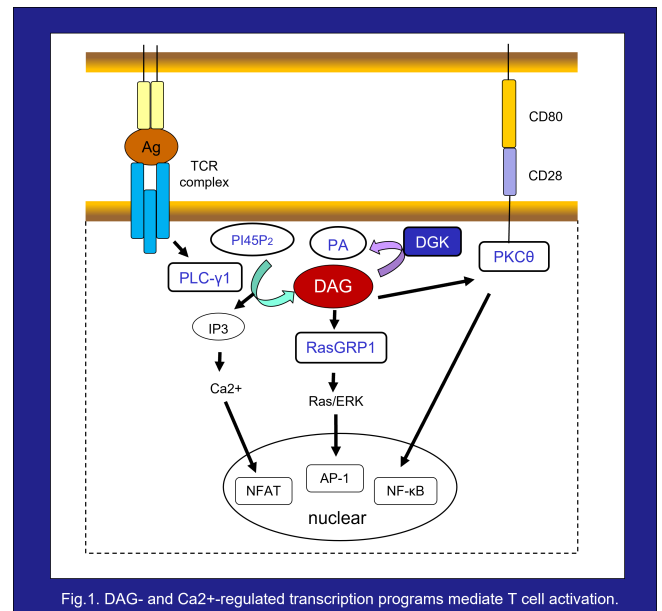 CD80
Ag
TCR
complex
CD28
PI45P2
PA
DGK
PKCθ
PLC-γ1
DAG
IP3
RasGRP1
Ca2+
Ras/ERK
AP-1
NFAT
NF-κB
nuclear
Fig.1. DAG- and Ca2+-regulated transcription programs mediate T cell activation.